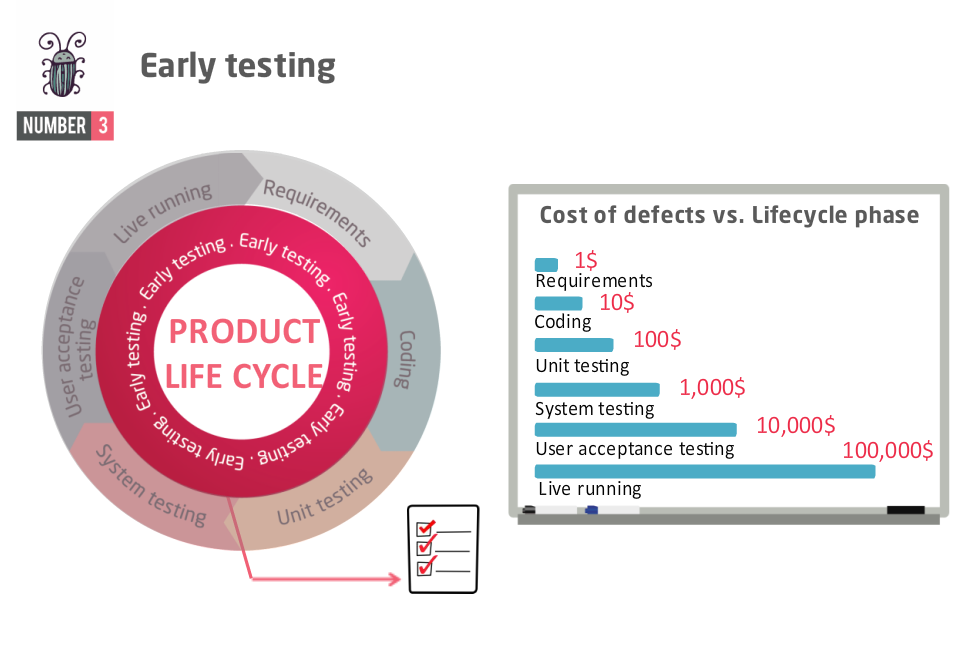 Early testing
NUMBER 3
Live running
Requirements
Coding
Unit testing
System testing
User acceptance
testing
Early testing . Early testing . Early testing . Early testing . Early testing . Early testing . Early testing .
PRODUCT
LIFE CYCLE
Cost of defects vs. Lifecycle phase
1$
Requirements
10$
Coding
100$
Unit testing
1,000$
System testing
10,000$
User acceptance testing
100,000$
Live running